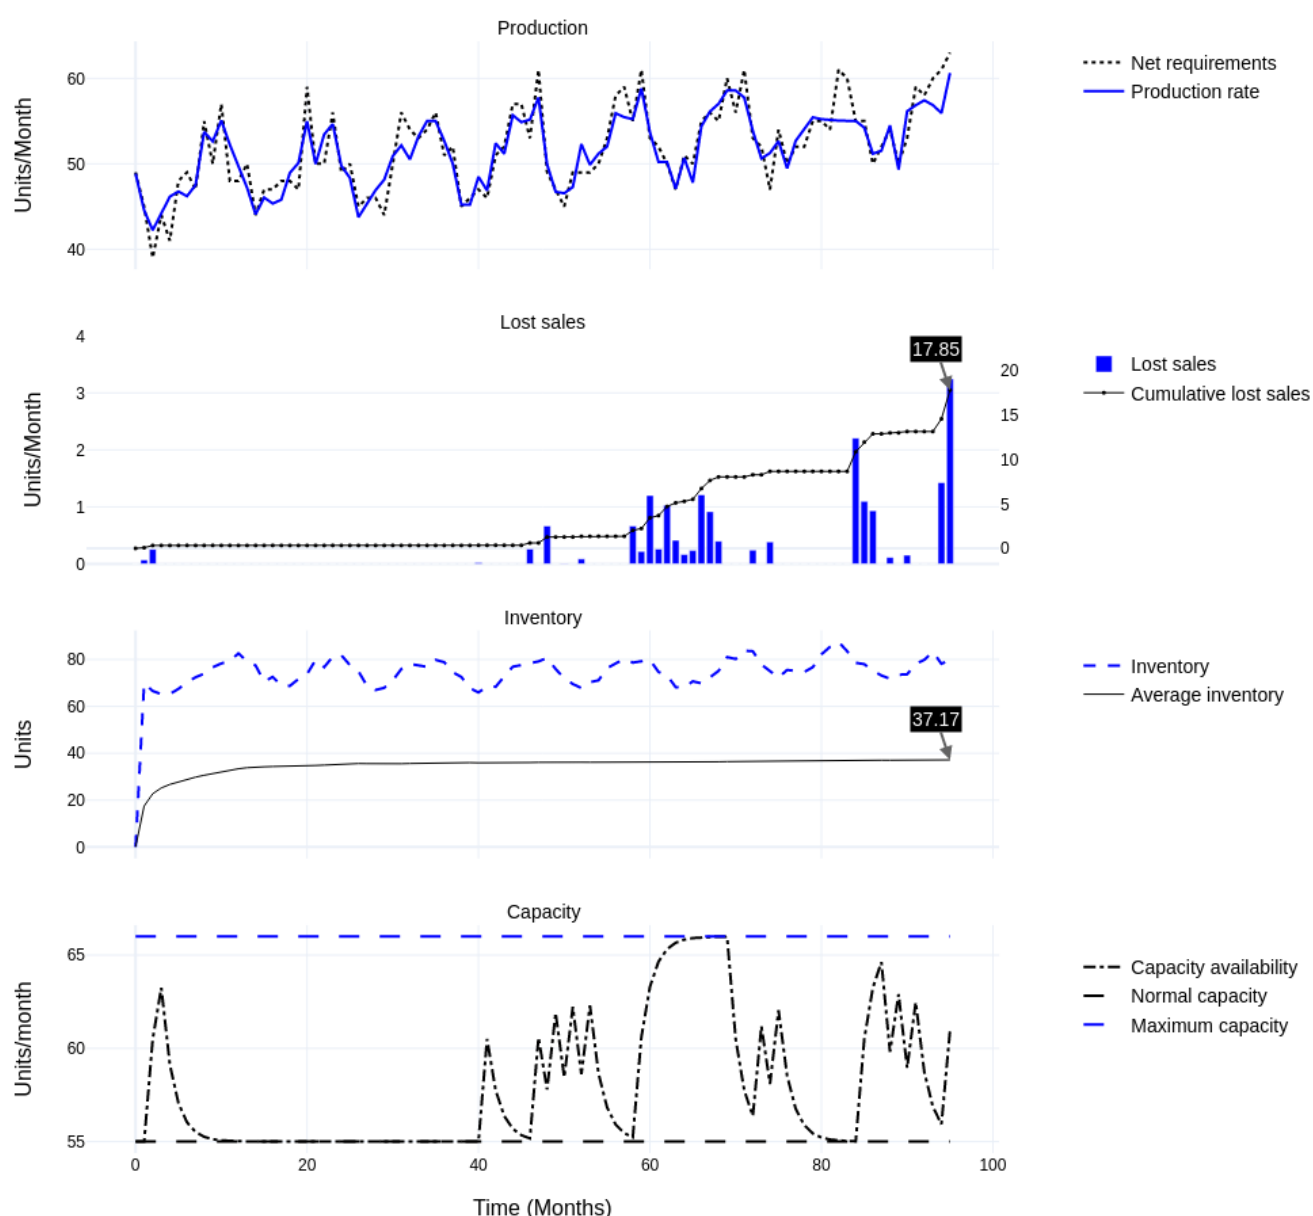 Production
60
50
40
Units/Month
Net requirements
Production rate
Lost sales
4
3
2
1
0
Units/Month
17.85
20
15
10
5
0
Lost sales
Cumulative lost sales
Inventory
80
60
40
20
0
Units
37.17
Inventory
Average inventory
Capacity
65
60
55
Units/month
Capacity availability
Normal capacity
Maximum capacity
0 20 40 60 80 100
Time (Months)